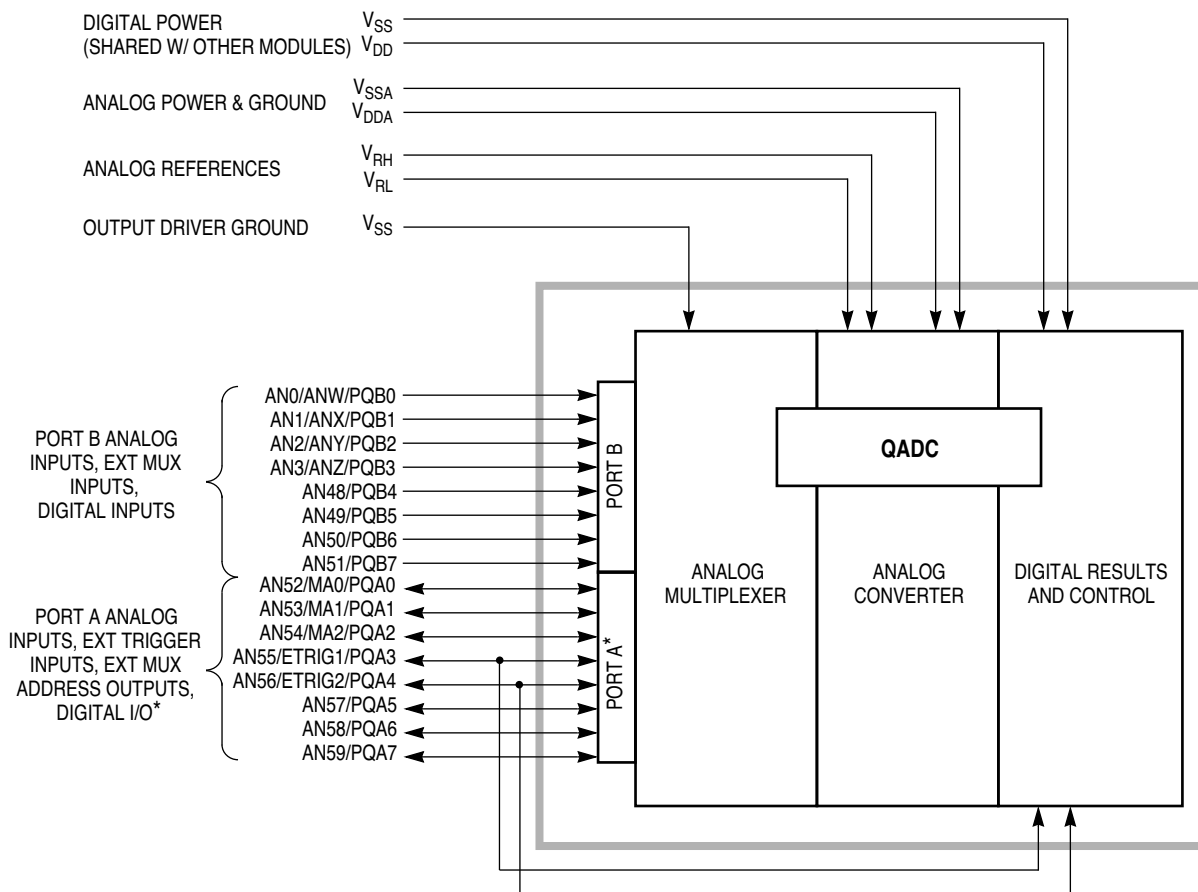 DIGITAL POWER
(SHARED W/ OTHER MODULES)
VSS
VDD
ANALOG POWER & GROUND
VSSA
VDDA
ANALOG REFERENCES
VRH
VRL
OUTPUT DRIVER GROUND
VSS
PORT B ANALOG
INPUTS, EXT MUX
INPUTS,
DIGITAL INPUTS
AN0/ANW/PQB0
AN1/ANX/PQB1
AN2/ANY/PQB2
AN3/ANZ/PQB3
AN48/PQB4
AN49/PQB5
AN50/PQB6
AN51/PQB7
PORT A ANALOG
INPUTS, EXT TRIGGER
INPUTS, EXT MUX
ADDRESS OUTPUTS,
DIGITAL I/O*
AN52/MA0/PQA0
AN53/MA1/PQA1
AN54/MA2/PQA2
AN55/ETRIG1/PQA3
AN56/ETRIG2/PQA4
AN57/PQA5
AN58/PQA6
AN59/PQA7
PORT B
PORT A*
QADC
ANALOG
MULTIPLEXER
ANALOG
CONVERTER
DIGITAL RESULTS
AND CONTROL